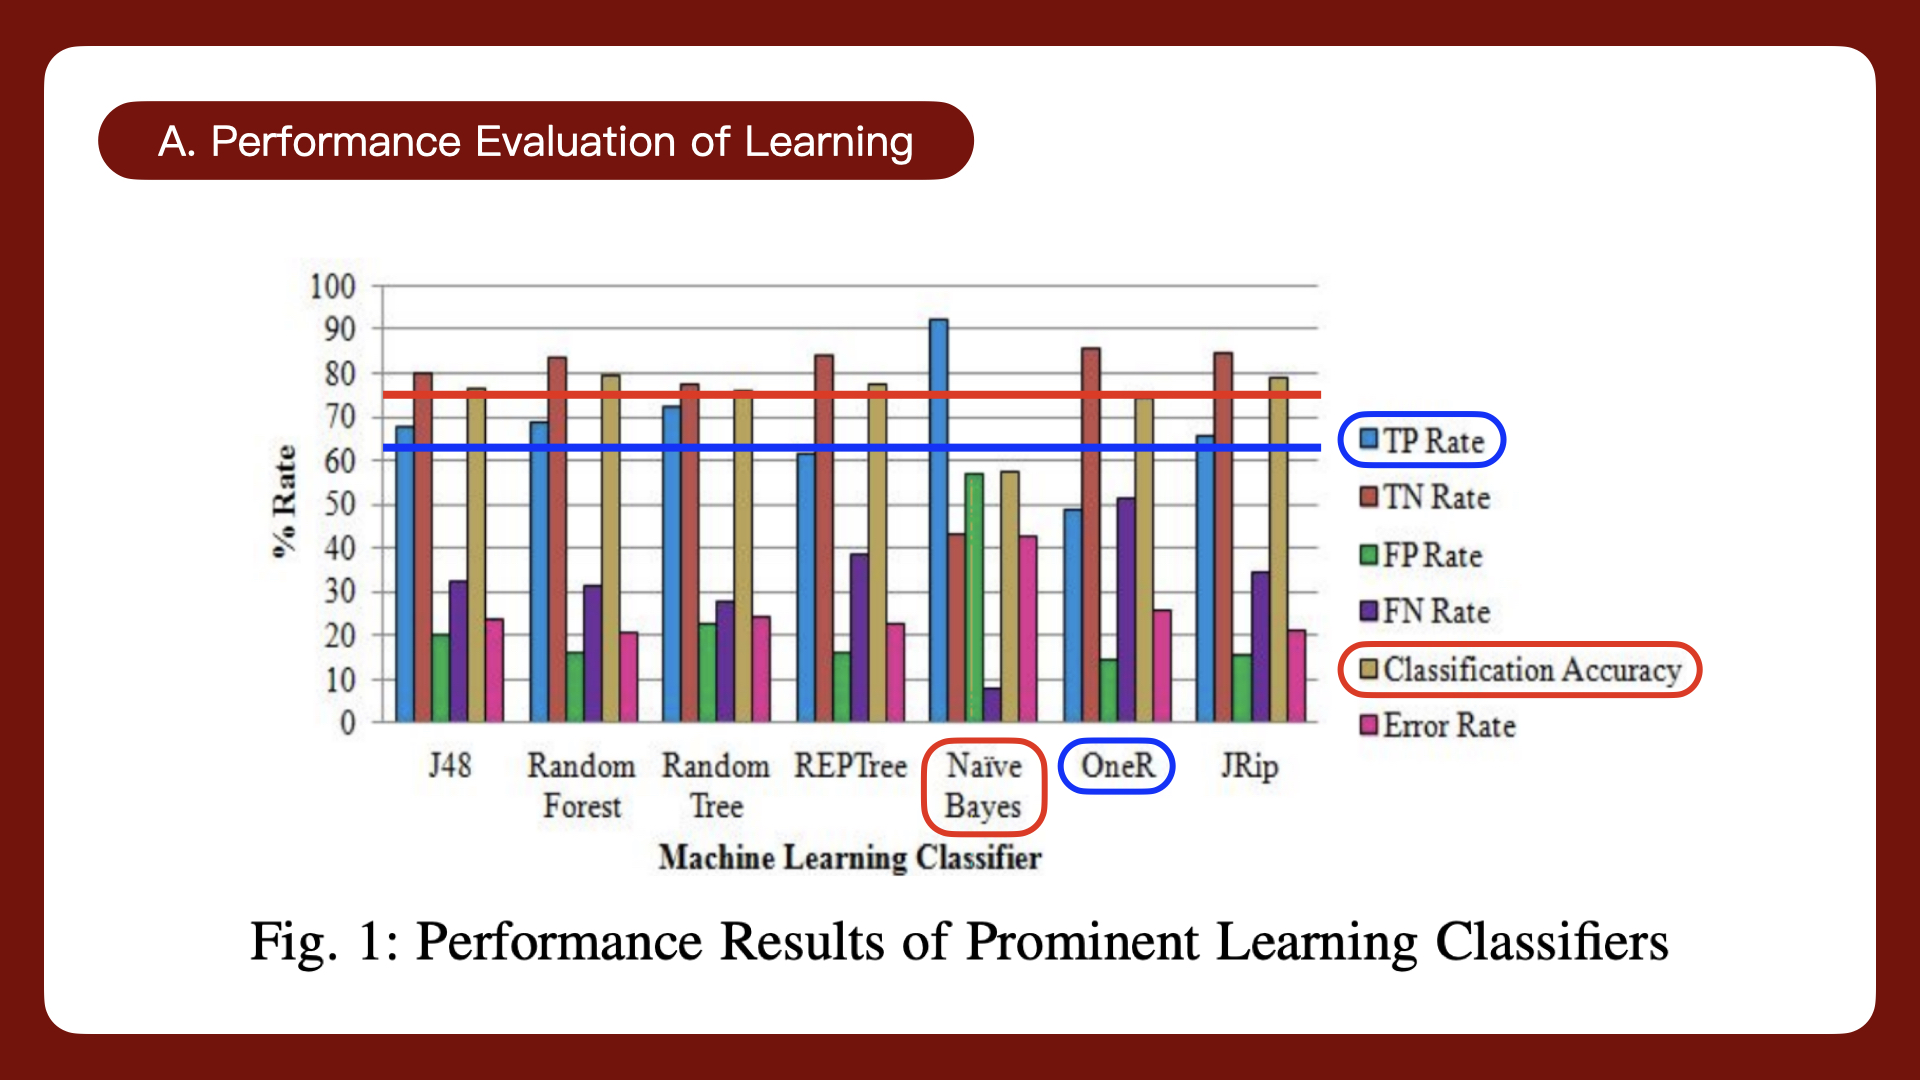 A. Performance Evaluation of Learning
100
90
80
70
60
50
40
30
20
10
0
% Rate
J48
Random Forest
Random Tree
REPTree
Naïve Bayes
OneR
JRip
Machine Learning Classifier
TP Rate
TN Rate
FP Rate
FN Rate
Classification Accuracy
Error Rate
Fig. 1: Performance Results of Prominent Learning Classifiers